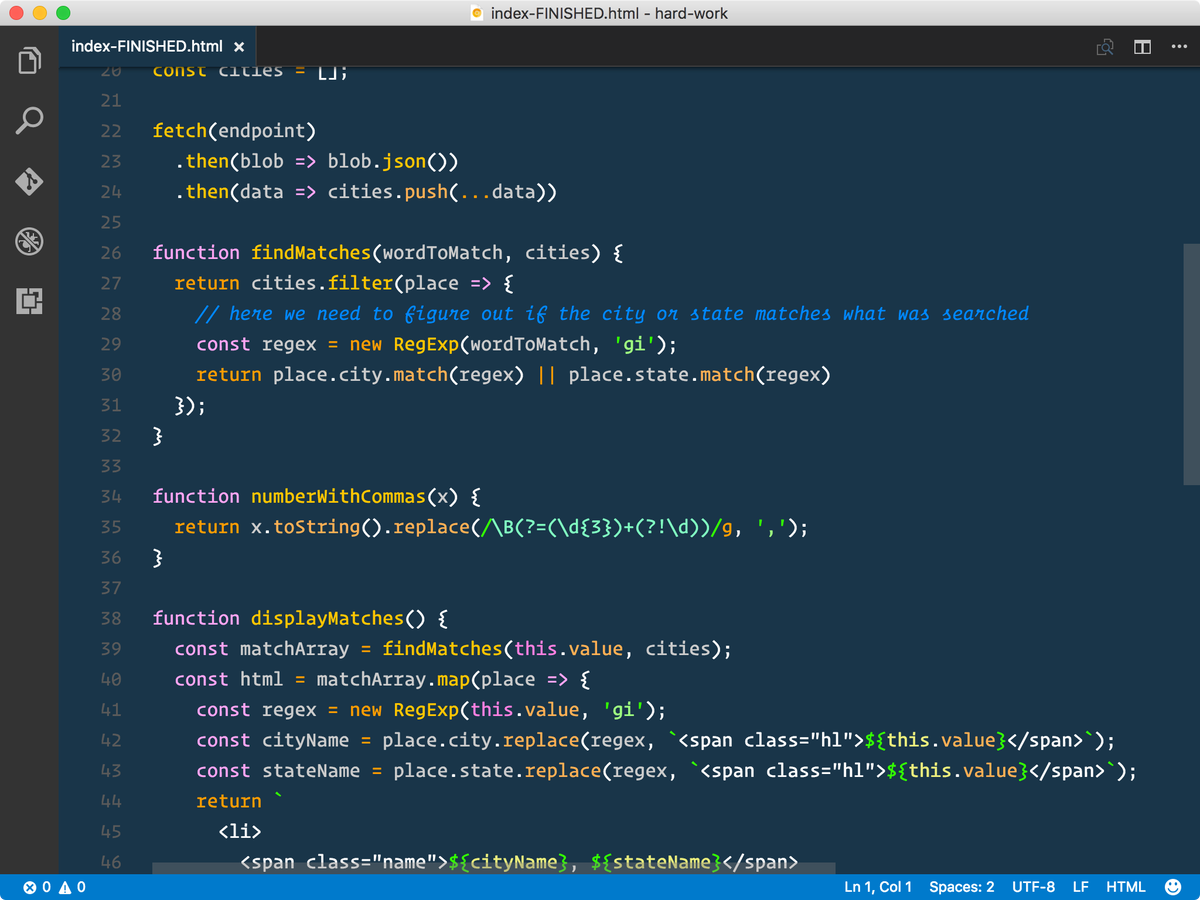 index-FINISHED.html - hard-work
index-FINISHED.html ×
20 const cities = [];
21
22 fetch(endpoint)
23   .then(blob => blob.json())
24   .then(data => cities.push(...data))
25
26 function findMatches(wordToMatch, cities) {
27   return cities.filter(place => {
28     // here we need to figure out if the city or state matches what was searched
29     const regex = new RegExp(wordToMatch, 'gi');
30     return place.city.match(regex) || place.state.match(regex)
31   });
32 }
33
34 function numberWithCommas(x) {
35   return x.toString().replace(/\B(?=(\d{3})+(?!\d))/g, ',');
36 }
37
38 function displayMatches() {
39   const matchArray = findMatches(this.value, cities);
40   const html = matchArray.map(place => {
41     const regex = new RegExp(this.value, 'gi');
42     const cityName = place.city.replace(regex, `<span class="hl">${this.value}</span>`);
43     const stateName = place.state.replace(regex, `<span class="hl">${this.value}</span>`);
44     return `
45       <li>
46         <span class="name">${cityName}, ${stateName}</span>
0 0 Ln 1, Col 1 Spaces: 2 UTF-8 LF HTML